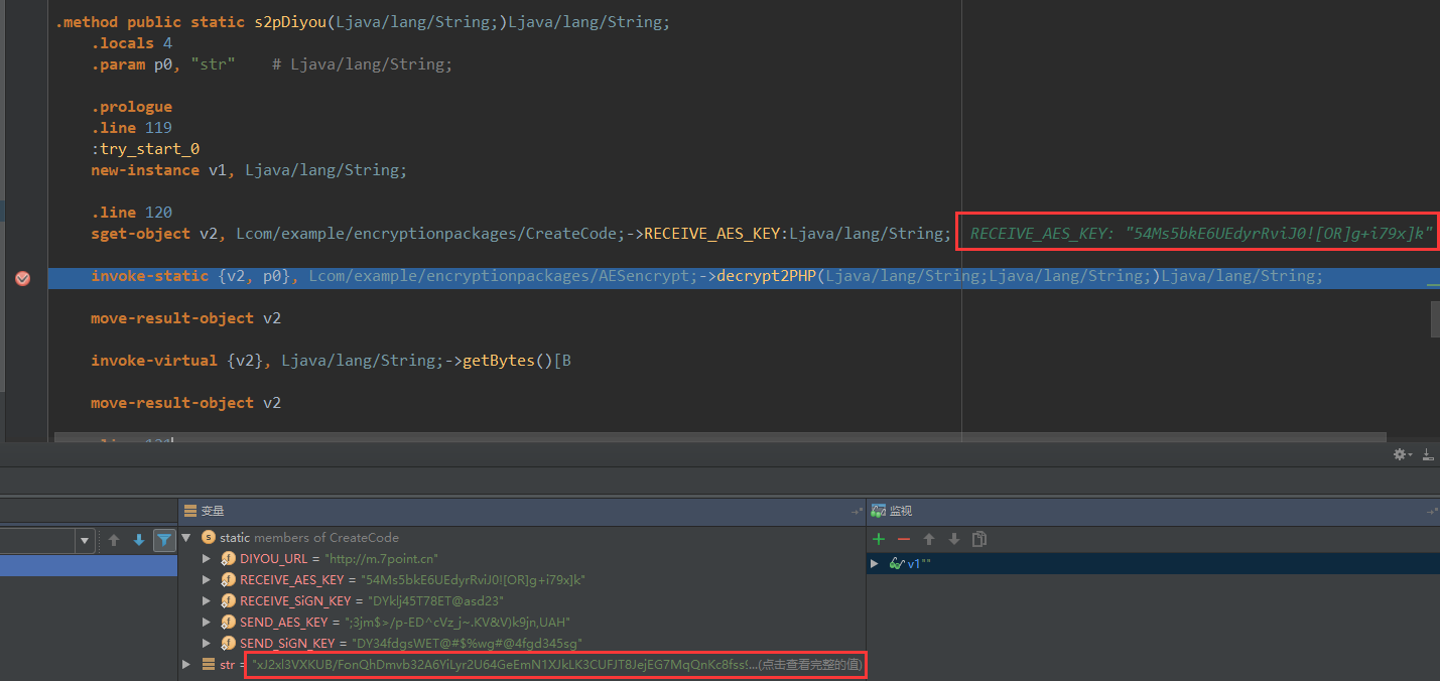 .method public static s2pDiyou(Ljava/lang/String;)Ljava/lang/String;
.locals 4
.param p0, "str" # Ljava/lang/String;
.prologue
.line 119
:try_start_0
new-instance v1, Ljava/lang/String;
.line 120
sget-object v2, Lcom/example/encryptionpackages/CreateCode;->RECEIVE_AES_KEY:Ljava/lang/String; RECEIVE_AES_KEY: "54Ms5bkE6UEdyrRviJ0![OR]g+i79x]k"
invoke-static {v2, p0}, Lcom/example/encryptionpackages/AESencrypt;->decrypt2PHP(Ljava/lang/String;Ljava/lang/String;)Ljava/lang/String;
move-result-object v2
invoke-virtual {v2}, Ljava/lang/String;->getBytes()[B
move-result-object v2
变量
监视
static members of CreateCode
DIYOU_URL = "http://m.7point.cn"
v1""
RECEIVE_AES_KEY = "54Ms5bkE6UEdyrRviJ0![OR]g+i79x]k"
RECEIVE_SiGN_KEY = "DYklj45T78ET@asd23"
SEND_AES_KEY = ";3jm$>/p-ED^cVz_j~.KV&V)k9jn,UAH"
SEND_SiGN_KEY = "DY34fdgsWET@#$%wg#@4fgd345sg"
str = "xJ2xl3VXKUB/FonQhDmvb32A6YiLyr2U64GeEmN1XJkLK3CUFJT8JejEG7MqQnKc8fss!...(点击查看完整的值)